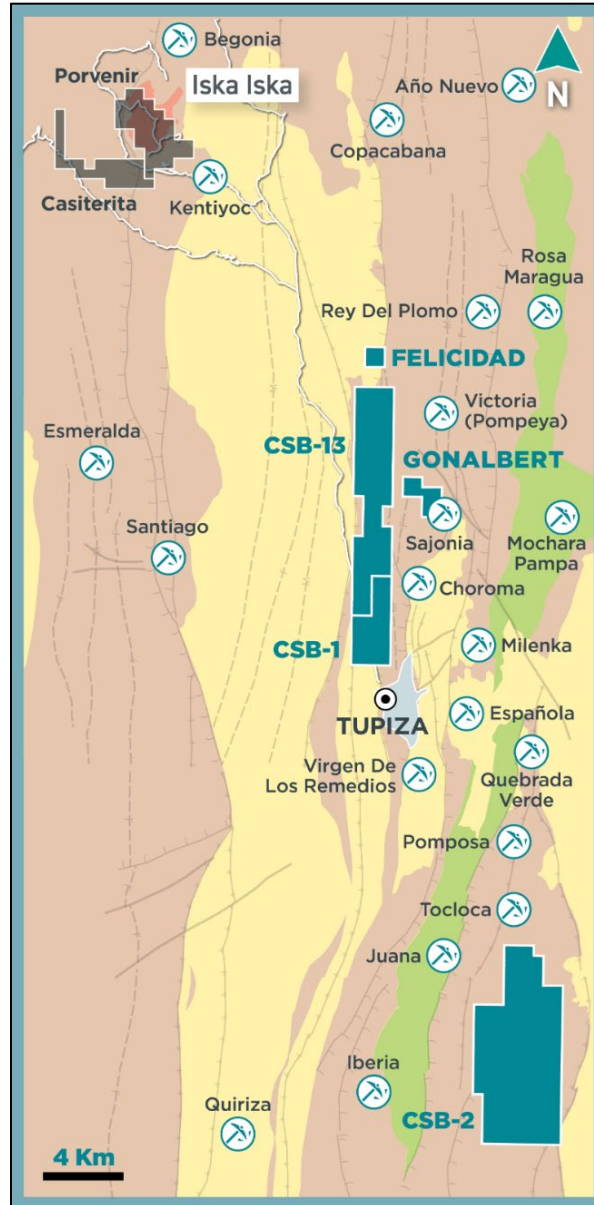 Begonia
Porvenir
Iska Iska
Año Nuevo
N
Copacabana
Casiterita
Kentiyoc
Rosa
Maragua
Rey Del Plomo
FELICIDAD
Victoria
(Pompeya)
CSB-13
Esmeralda
GONALBERT
Santiago
Sajonia
Mochara
Pampa
Choroma
CSB-1
Milenka
TUPIZA
Española
Virgen De
Los Remedios
Quebrada
Verde
Pomposa
Tocloca
Juana
Iberia
Quiriza
CSB-2
4 Km